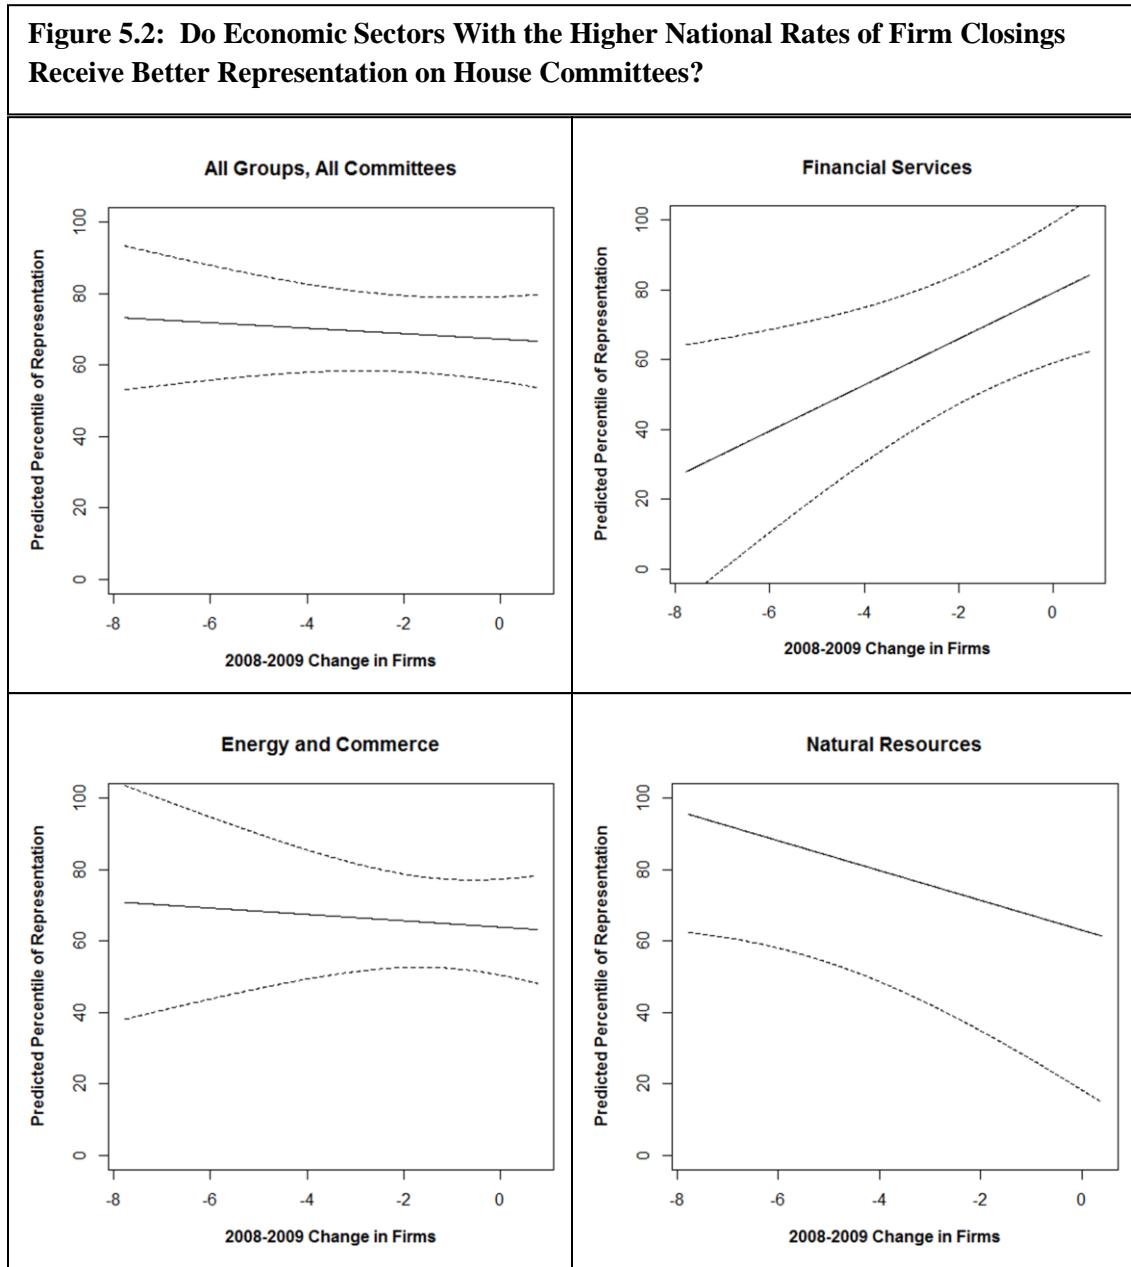 Figure 5.2:  Do Economic Sectors With the Higher National Rates of Firm Closings
Receive Better Representation on House Committees?
All Groups, All Committees
Predicted Percentile of Representation
100
80
60
40
20
0
-8 -6 -4 -2 0
2008-2009 Change in Firms
Financial Services
Predicted Percentile of Representation
100
80
60
40
20
0
-8 -6 -4 -2 0
2008-2009 Change in Firms
Energy and Commerce
Predicted Percentile of Representation
100
80
60
40
20
0
-8 -6 -4 -2 0
2008-2009 Change in Firms
Natural Resources
Predicted Percentile of Representation
100
80
60
40
20
0
-8 -6 -4 -2 0
2008-2009 Change in Firms